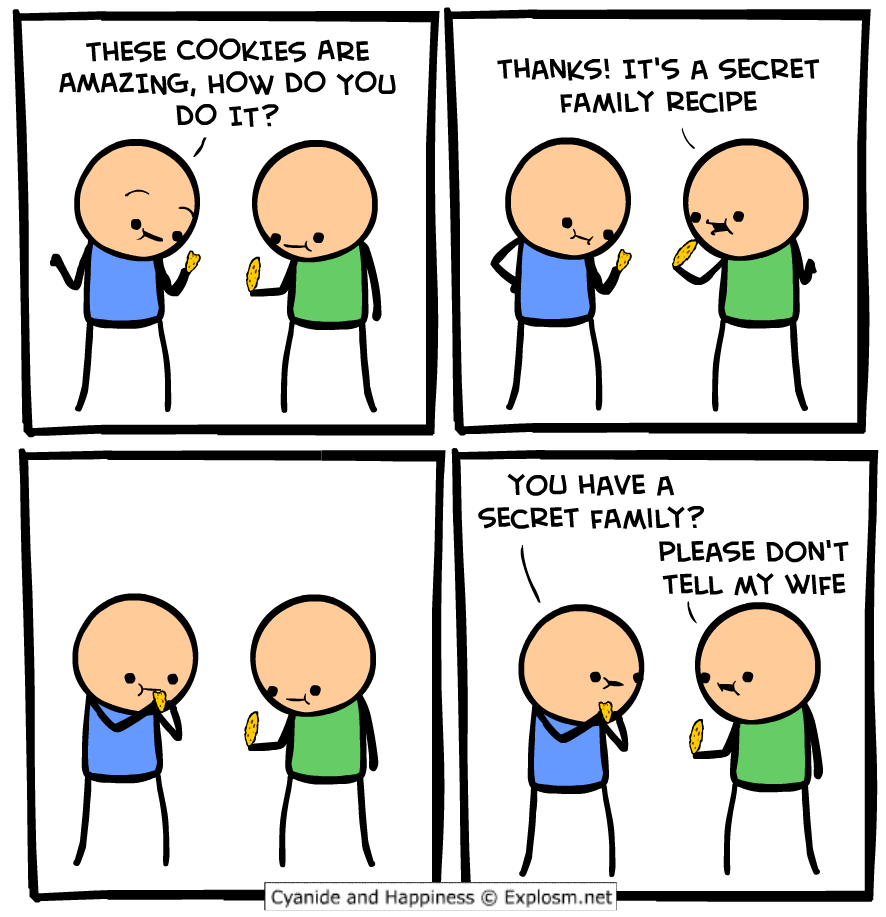 THESE COOKIES ARE
AMAZING, HOW DO YOU
DO IT?
THANKS! IT'S A SECRET
FAMILY RECIPE
YOU HAVE A
SECRET FAMILY?
PLEASE DON'T
TELL MY WIFE
Cyanide and Happiness © Explosm.net